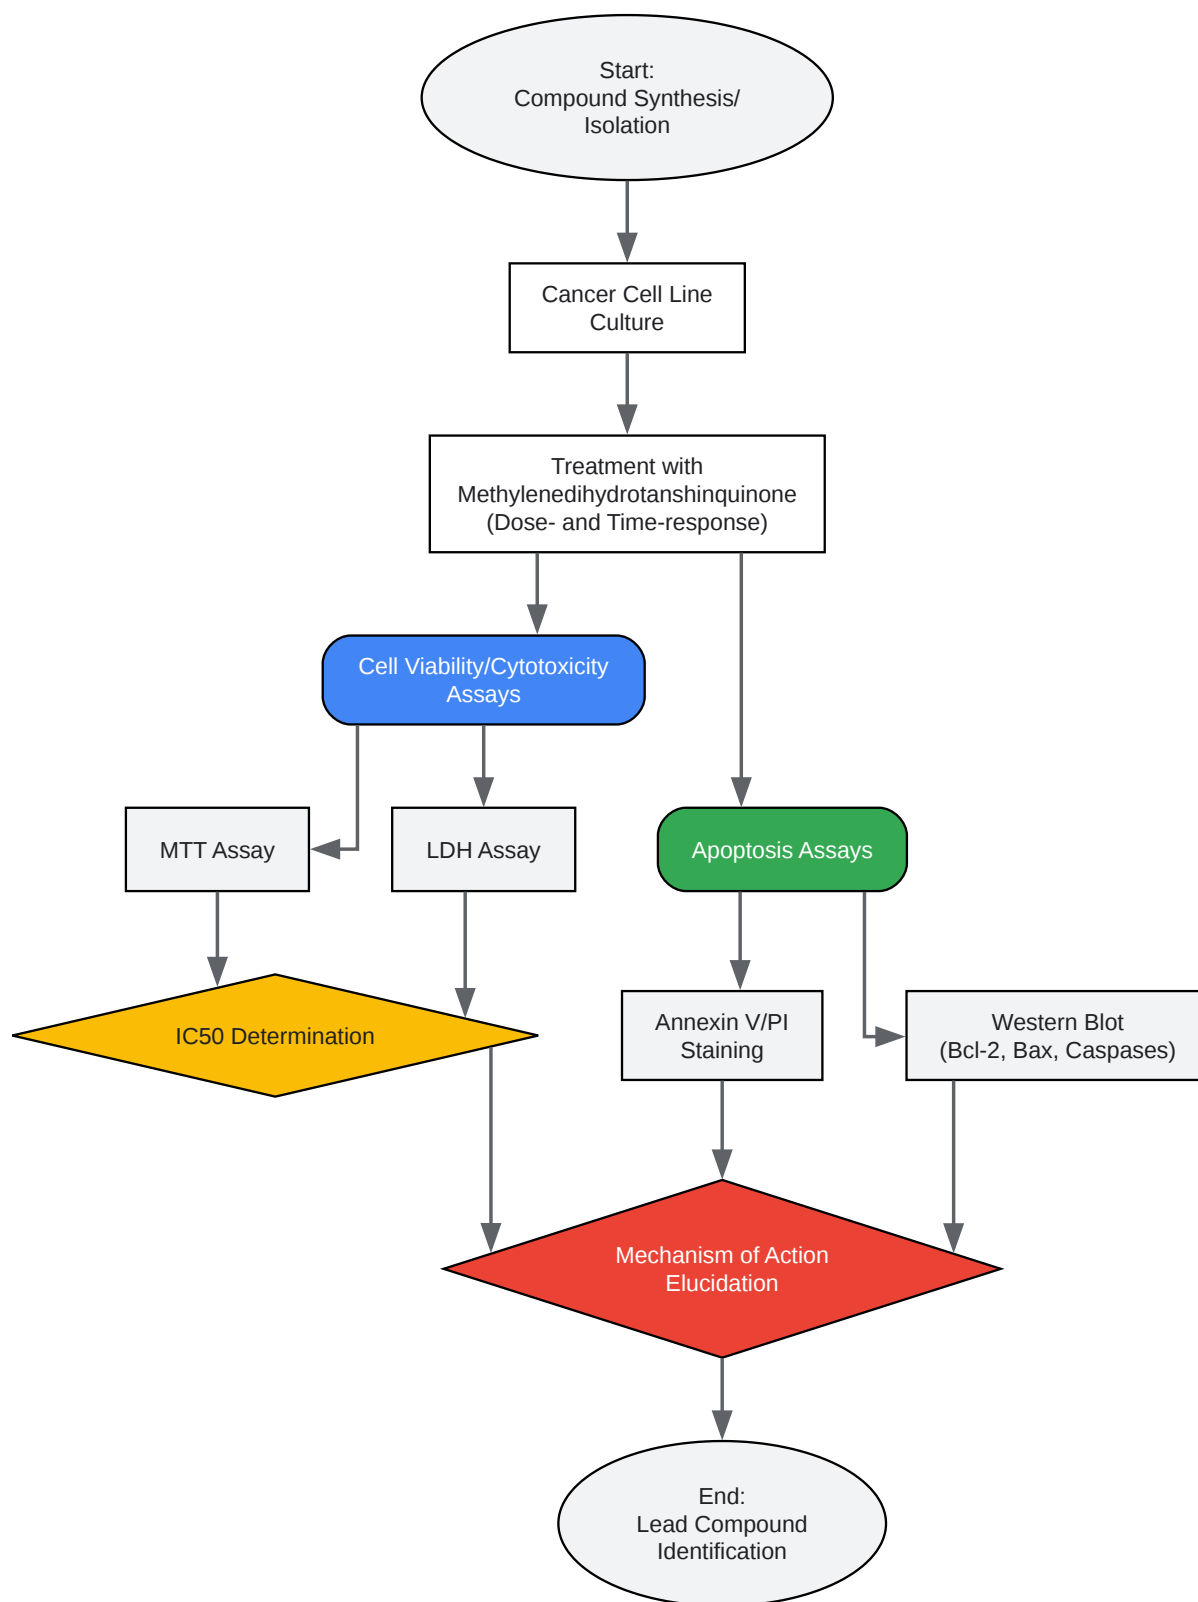 Start:
Compound Synthesis/
Isolation
Cancer Cell Line
Culture
Treatment with
Methylenedihydrotanshinquinone
(Dose- and Time-response)
Cell Viability/Cytotoxicity
Assays
MTT Assay
LDH Assay
Apoptosis Assays
IC50 Determination
Annexin V/PI
Staining
Western Blot
(Bcl-2, Bax, Caspases)
Mechanism of Action
Elucidation
End:
Lead Compound
Identification